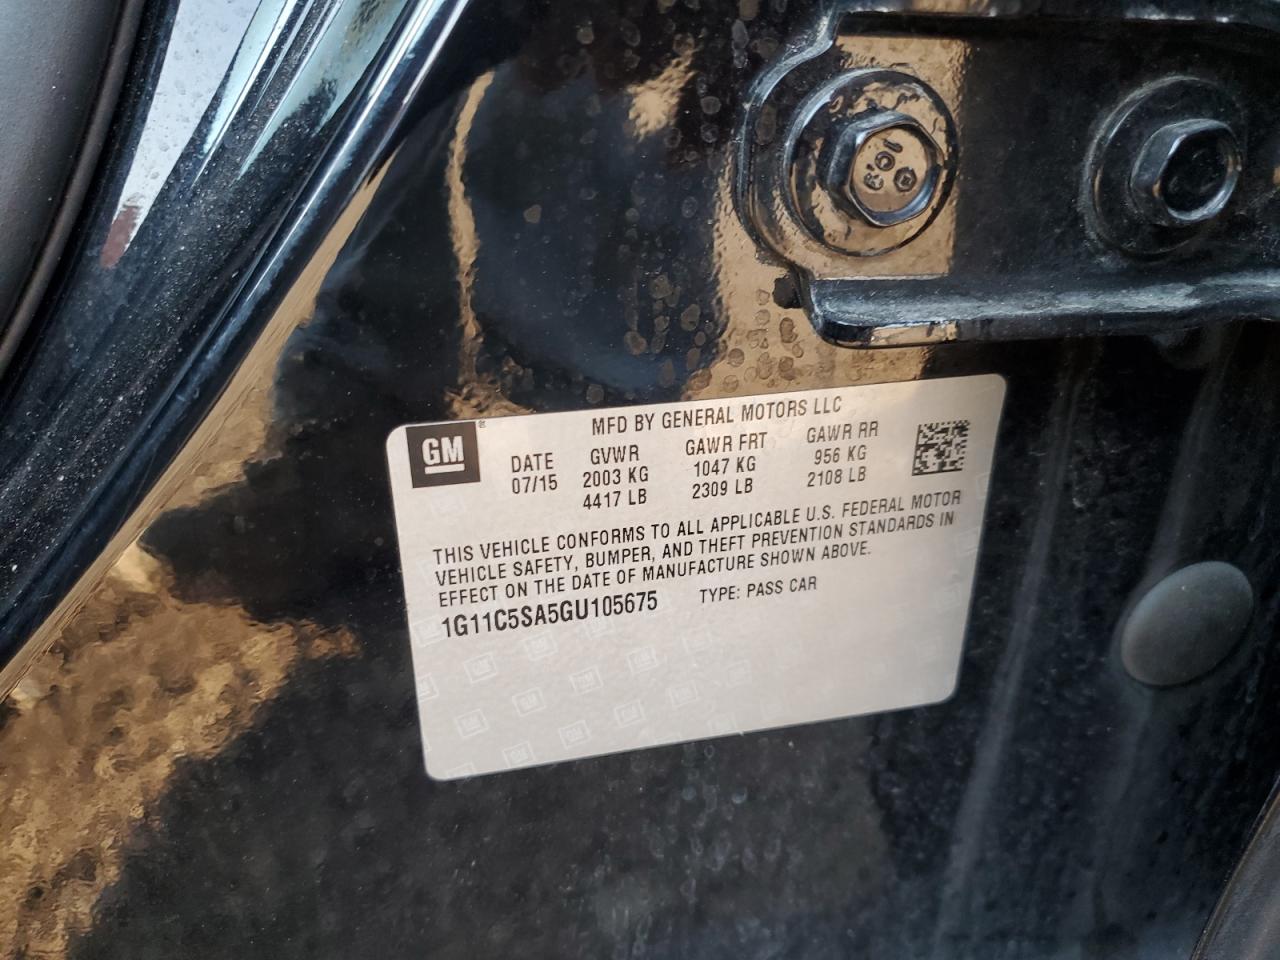 GM
MFD BY GENERAL MOTORS LLC
DATE GVWR GAWR FRT GAWR RR
07/15 2003 KG 1047 KG 956 KG
4417 LB 2309 LB 2108 LB
THIS VEHICLE CONFORMS TO ALL APPLICABLE U.S. FEDERAL MOTOR
VEHICLE SAFETY, BUMPER, AND THEFT PREVENTION STANDARDS IN
EFFECT ON THE DATE OF MANUFACTURE SHOWN ABOVE.
1G11C5SA5GU105675 TYPE: PASS CAR